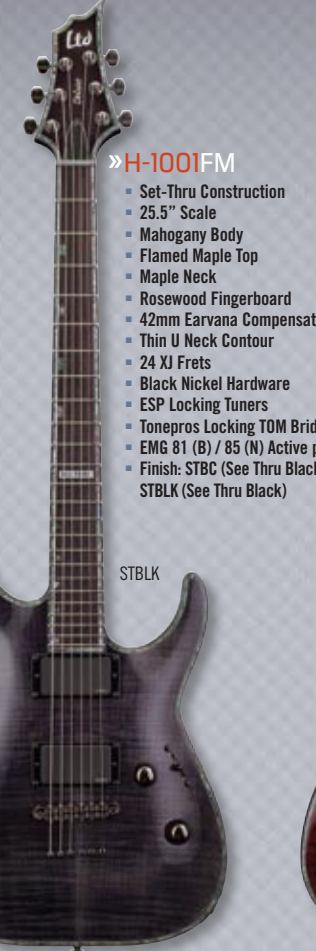 Ltd
Deluxe
»H-1001FM
Set-Thru Construction
25.5” Scale
Mahogany Body
Flamed Maple Top
Maple Neck
Rosewood Fingerboard
42mm Earvana Compensat
Thin U Neck Contour
24 XJ Frets
Black Nickel Hardware
ESP Locking Tuners
Tonepros Locking TOM Brid
EMG 81 (B) / 85 (N) Active p
Finish: STBC (See Thru Black
STBLK (See Thru Black)
STBLK